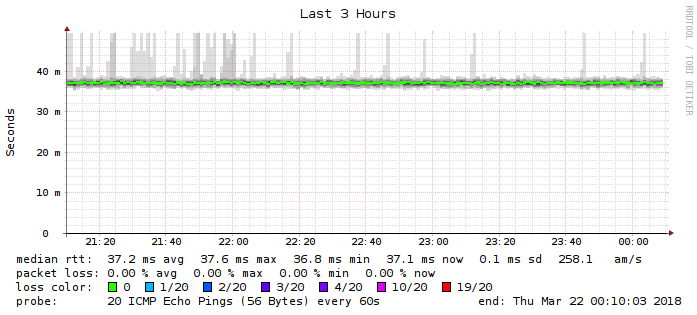 Last 3 Hours
RRDTOOL / TOBI OETIKER
Seconds
40 m
30 m
20 m
10 m
0
21:20 21:40 22:00 22:20 22:40 23:00 23:20 23:40 00:00
median rtt: 37.2 ms avg 37.6 ms max 36.8 ms min 37.1 ms now 0.1 ms sd 258.1 am/s
packet loss: 0.00 % avg 0.00 % max 0.00 % min 0.00 % now
loss color: 0 1/20 2/20 3/20 4/20 10/20 19/20
probe: 20 ICMP Echo Pings (56 Bytes) every 60s end: Thu Mar 22 00:10:03 2018